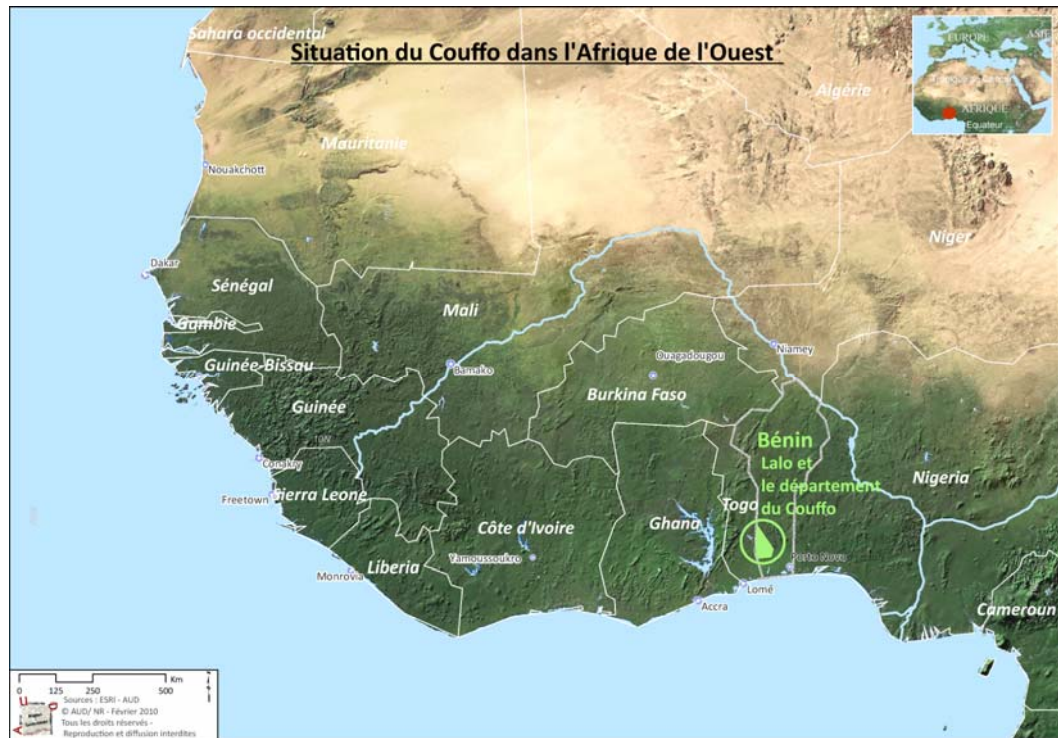 Situation du Couffo dans l'Afrique de l'Ouest
Sahara occidental
EUROPE
ASIE
AFRIQUE
Equateur
Algérie
Mauritanie
Nouakchott
Niger
Dakar
Sénégal
Mali
Gambie
Niamey
Ouagadougou
Guinée-Bissau
Bamako
Burkina Faso
Guinée
10N
Bénin
Lalo et
le département
du Couffo
Conakry
Nigeria
Freetown
Sierra Leone
Togo
Côte d'Ivoire
Ghana
Yamoussoukro
Porto Novo
Liberia
Monrovia
Lomé
Accra
Cameroun
Km
0 125 250 500
Sources : ESRI - AUD
© AUD/ NR - Février 2010
Tous les droits réservés -
Reproduction et diffusion interdites